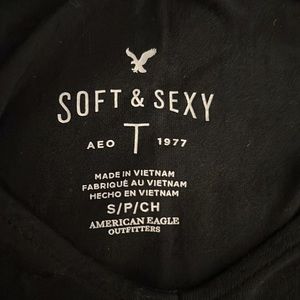 SOFT & SEXY
AEO T 1977
MADE IN VIETNAM
FABRIQUÉ AU VIETNAM
HECHO EN VIETNAM
S/P/CH
AMERICAN EAGLE
OUTFITTERS